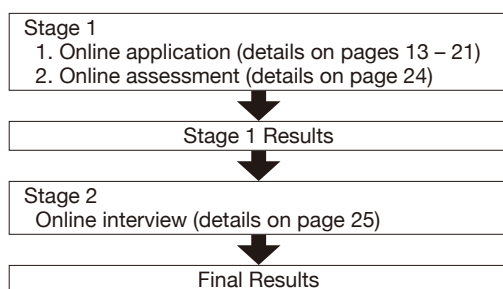 Stage 1
1. Online application (details on pages 13 – 21)
2. Online assessment (details on page 24)
Stage 1 Results
Stage 2
Online interview (details on page 25)
Final Results